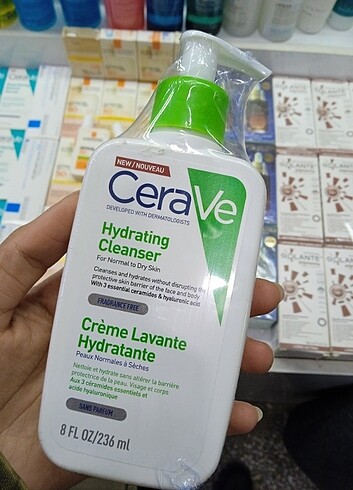 NEW / NOUVEAU
CeraVe
DEVELOPED WITH DERMATOLOGISTS
Hydrating
Cleanser
For Normal to Dry Skin
Cleanses and hydrates without disrupting the
protective skin barrier of the face and body
With 3 essential ceramides & hyaluronic acid
FRAGRANCE FREE
Crème Lavante
Hydratante
Peaux Normales à Sèches
Nettoie et hydrate sans altérer la barrière
protectrice de la peau. Visage et corps
Aux 3 céramides essentiels et
acide hyaluronique
SANS PARFUM
8 FL OZ/236 ml